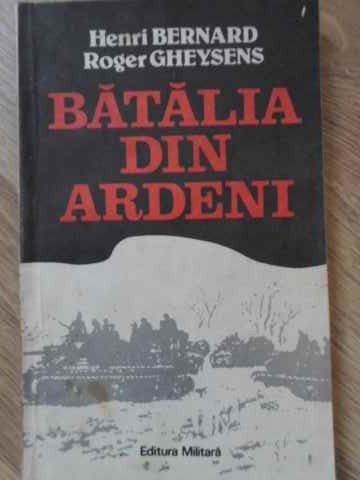 Henri BERNARD
Roger GHEYSENS
BĂTĂLIA
DIN
ARDENI
Editura Militară